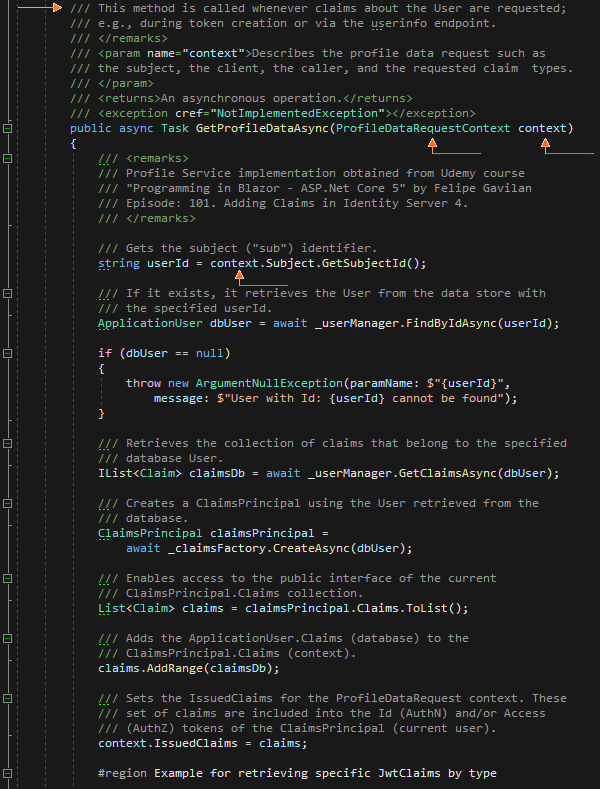 /// This method is called whenever claims about the User are requested;
/// e.g., during token creation or via the userinfo endpoint.
/// </remarks>
/// <param name="context">Describes the profile data request such as
/// the subject, the client, the caller, and the requested claim  types.
/// </param>
/// <returns>An asynchronous operation.</returns>
/// <exception cref="NotImplementedException"></exception>
public async Task GetProfileDataAsync(ProfileDataRequestContext context)
{
/// <remarks>
/// Profile Service implementation obtained from Udemy course
/// "Programming in Blazor - ASP.Net Core 5" by Felipe Gavilan
/// Episode: 101. Adding Claims in Identity Server 4.
/// </remarks>
/// Gets the subject ("sub") identifier.
string userId = context.Subject.GetSubjectId();
/// If it exists, it retrieves the User from the data store with
/// the specified userId.
ApplicationUser dbUser = await _userManager.FindByIdAsync(userId);
if (dbUser == null)
{
throw new ArgumentNullException(paramName: $"{userId}",
message: $"User with Id: {userId} cannot be found");
}
/// Retrieves the collection of claims that belong to the specified
/// database User.
IList<Claim> claimsDb = await _userManager.GetClaimsAsync(dbUser);
/// Creates a ClaimsPrincipal using the User retrieved from the
/// database.
ClaimsPrincipal claimsPrincipal =
await _claimsFactory.CreateAsync(dbUser);
/// Enables access to the public interface of the current
/// ClaimsPrincipal.Claims collection.
List<Claim> claims = claimsPrincipal.Claims.ToList();
/// Adds the ApplicationUser.Claims (database) to the
/// ClaimsPrincipal.Claims (context).
claims.AddRange(claimsDb);
/// Sets the IssuedClaims for the ProfileDataRequest context. These
/// set of claims are included into the Id (AuthN) and/or Access
/// (AuthZ) tokens of the ClaimsPrincipal (current user).
context.IssuedClaims = claims;
#region Example for retrieving specific JwtClaims by type